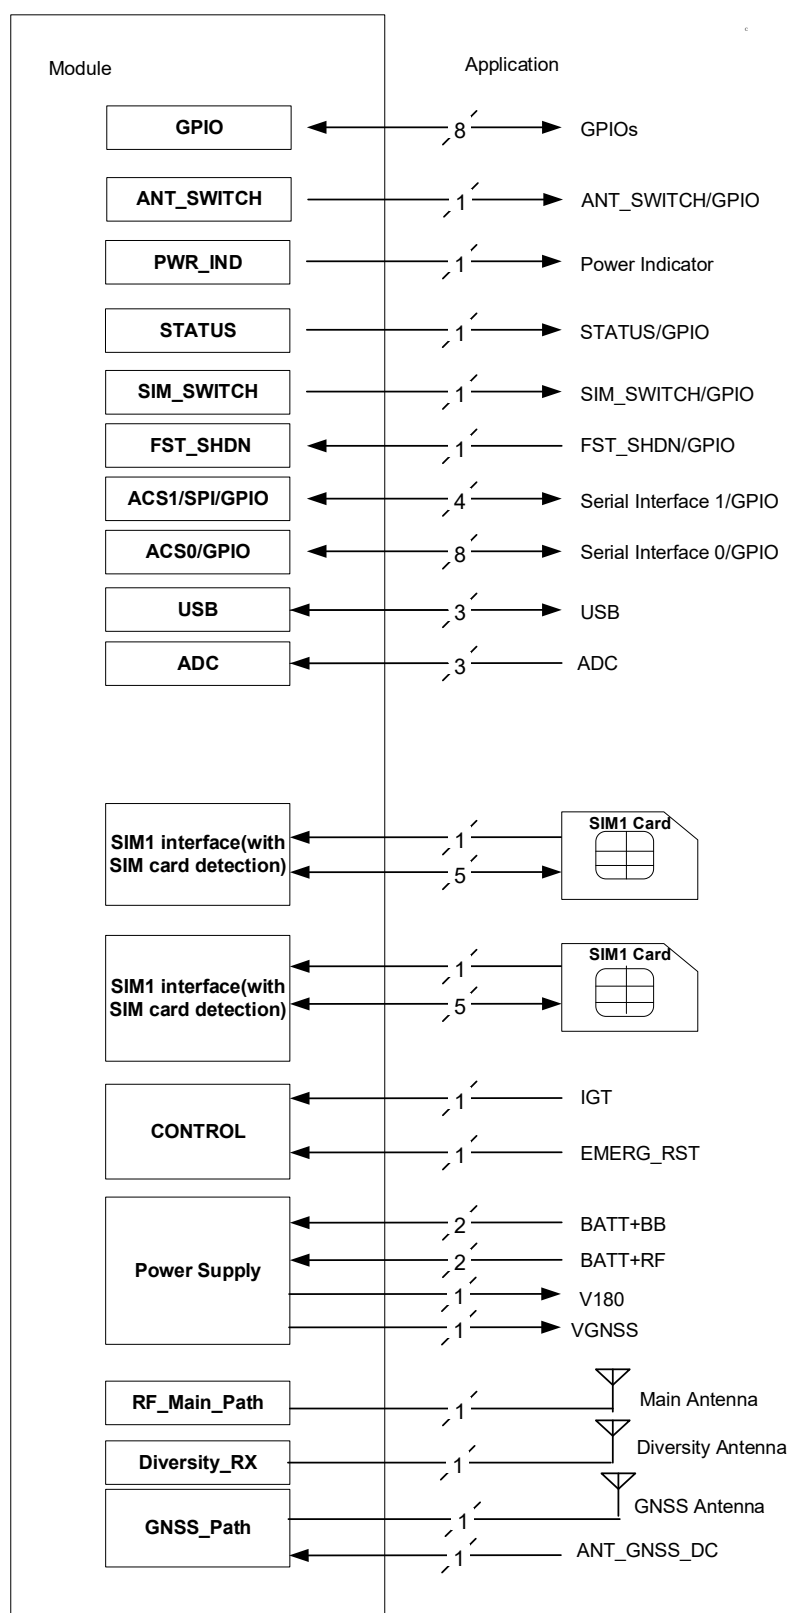 c
Module
Application
GPIO
8
GPIOs
ANT_SWITCH
1
ANT_SWITCH/GPIO
PWR_IND
1
Power Indicator
STATUS
1
STATUS/GPIO
SIM_SWITCH
1
SIM_SWITCH/GPIO
FST_SHDN
1
FST_SHDN/GPIO
ACS1/SPI/GPIO
4
Serial Interface 1/GPIO
ACS0/GPIO
8
Serial Interface 0/GPIO
USB
3
USB
ADC
3
ADC
SIM1 interface(with
SIM card detection)
1
5
SIM1 Card
SIM1 interface(with
SIM card detection)
1
5
SIM1 Card
CONTROL
1
IGT
1
EMERG_RST
Power Supply
2
BATT+BB
2
BATT+RF
1
V180
1
VGNSS
RF_Main_Path
1
Main Antenna
Diversity_RX
1
Diversity Antenna
GNSS_Path
1
GNSS Antenna
1
ANT_GNSS_DC